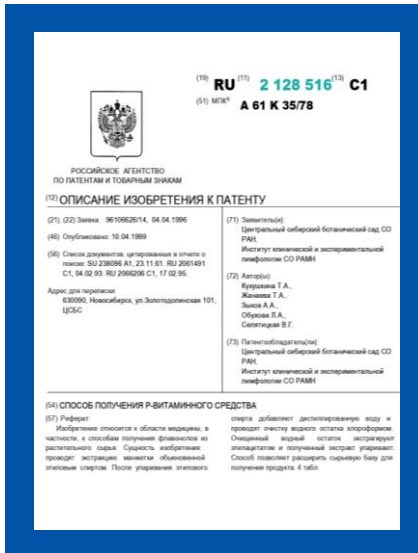 (19) RU (11) 2 128 516 (13) C1
(51) МПК⁶ A 61 K 35/78
РОССИЙСКОЕ АГЕНТСТВО
ПО ПАТЕНТАМ И ТОВАРНЫМ ЗНАКАМ
(12) ОПИСАНИЕ ИЗОБРЕТЕНИЯ К ПАТЕНТУ
(21), (22) Заявка: 96106626/14, 04.04.1996
(46) Опубликовано: 10.04.1999
(56) Список документов, цитированных в отчете о
поиске: SU 238096 A1, 23.11.61. RU 2061491
C1, 04.02.93. RU 2066206 C1, 17.02.95.
Адрес для переписки:
630090, Новосибирск, ул.Золотодолинская 101,
ЦСБС
(71) Заявитель(и):
Центральный сибирский ботанический сад СО
РАН,
Институт клинической и экспериментальной
лимфологии СО РАМН
(72) Автор(ы):
Кукушкина Т.А.,
Жанаева Т.А.,
Зыков А.А.,
Обухова Л.А.,
Селятицкая В.Г.
(73) Патентообладатель(ли):
Центральный сибирский ботанический сад СО
РАН,
Институт клинической и экспериментальной
лимфологии СО РАМН
(54) СПОСОБ ПОЛУЧЕНИЯ Р-ВИТАМИННОГО СРЕДСТВА
(57) Реферат:
Изобретение относится к области медицины, в
частности, к способам получения флавонолов из
растительного сырья. Сущность изобретения:
проводят экстракцию манжетки обыкновенной
этиловым спиртом. После упаривания этилового
спирта добавляют дистиллированную воду и
проводят очистку водного остатка хлороформом.
Очищенный водный остаток экстрагируют
этилацетатом и полученный экстракт упаривают.
Способ позволяет расширить сырьевую базу для
получения продукта. 4 табл.